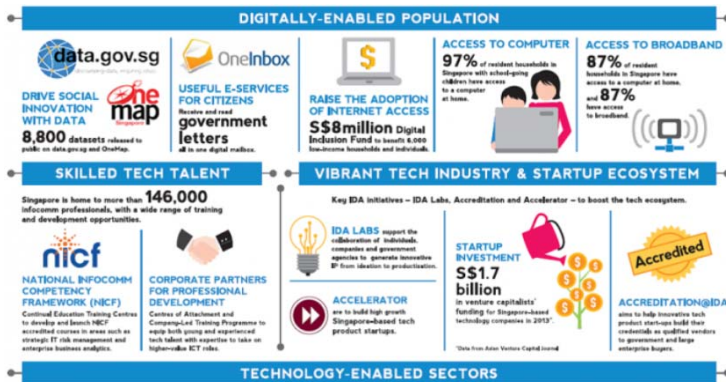 DIGITALLY-ENABLED POPULATION
data.gov.sg
DRIVE SOCIAL
INNOVATION
WITH DATA
8,800 datasets released to
public on data.gov.sg and OneMap.
One
map
Singapore
OneInbox
USEFUL E-SERVICES
FOR CITIZENS
Receive and read
government
letters
all in one digital mailbox.
$
RAISE THE ADOPTION
OF INTERNET ACCESS
S$8million Digital
Inclusion Fund to benefit 6,000
low-income households and individuals.
ACCESS TO COMPUTER
97% of resident households in
Singapore with school-going
children have access
to a computer
at home.
ACCESS TO BROADBAND
87% of resident
households in Singapore have
access to a computer at home.
and 87%
have access
to broadband.
SKILLED TECH TALENT
Singapore is home to more than 146,000
infocomm professionals, with a wide range of training
and development opportunities.
nicf
NATIONAL INFOCOMM
COMPETENCY
FRAMEWORK (NICF)
Continual Education Training Centres
to develop and launch NICF
accredited courses in areas such as
strategic IT risk management and
enterprise business analytics.
CORPORATE PARTNERS
FOR PROFESSIONAL
DEVELOPMENT
Centres of Attachment and
Company-Led Training Programme to
equip both young and experienced
tech talent with expertise to take on
higher-value ICT roles.
VIBRANT TECH INDUSTRY & STARTUP ECOSYSTEM
Key IDA initiatives – IDA Labs, Accreditation and Accelerator – to boost the tech ecosystem.
IDA LABS support the
collaboration of individuals,
companies and government
agencies to generate innovative
IP from ideation to productisation.
ACCELERATOR
are to build high growth
Singapore-based tech
product startups.
STARTUP
INVESTMENT
S$1.7
billion
in venture capitalists'
funding for Singapore-based
technology companies in 2013*.
*Data from Asian Venture Capital Journal
Accredited
ACCREDITATION@IDA
aims to help innovative tech
product start-ups build their
credentials as qualified vendors
to government and large
enterprise buyers.
TECHNOLOGY-ENABLED SECTORS